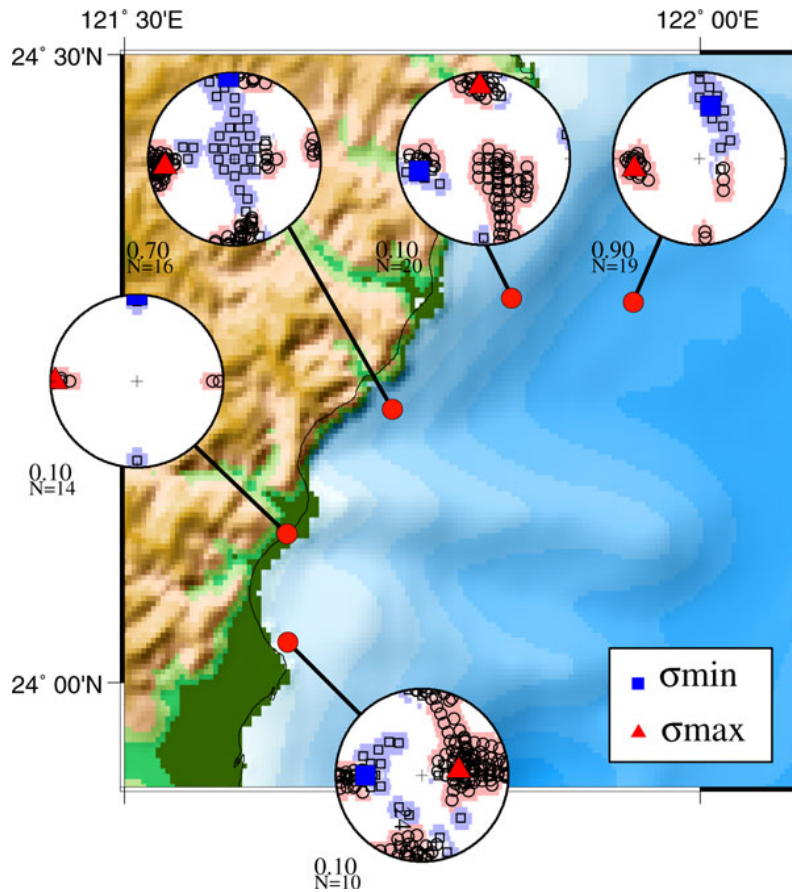 121˚ 30'E
122˚ 00'E
24˚ 30'N
0.70
N=16
0.10
N=20
0.90
N=19
0.10
N=14
24˚ 00'N
σmin
σmax
0.10
N=10